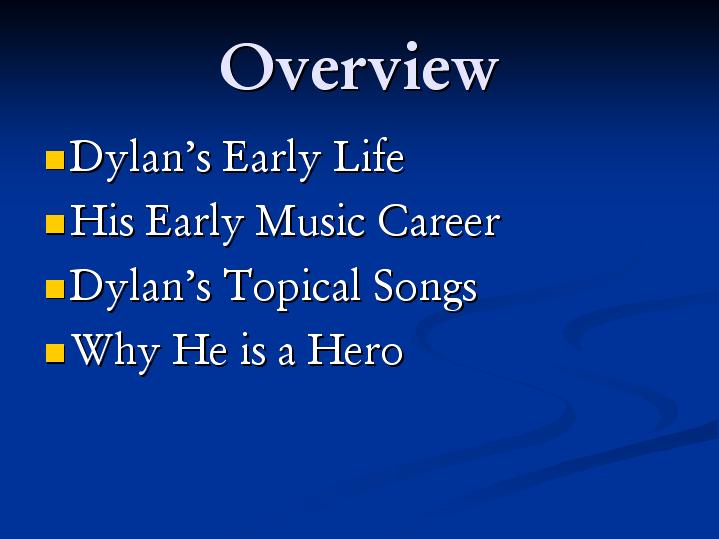 Overview
Dylan's Early Life
His Early Music Career
Dylan's Topical Songs
Why He is a Hero